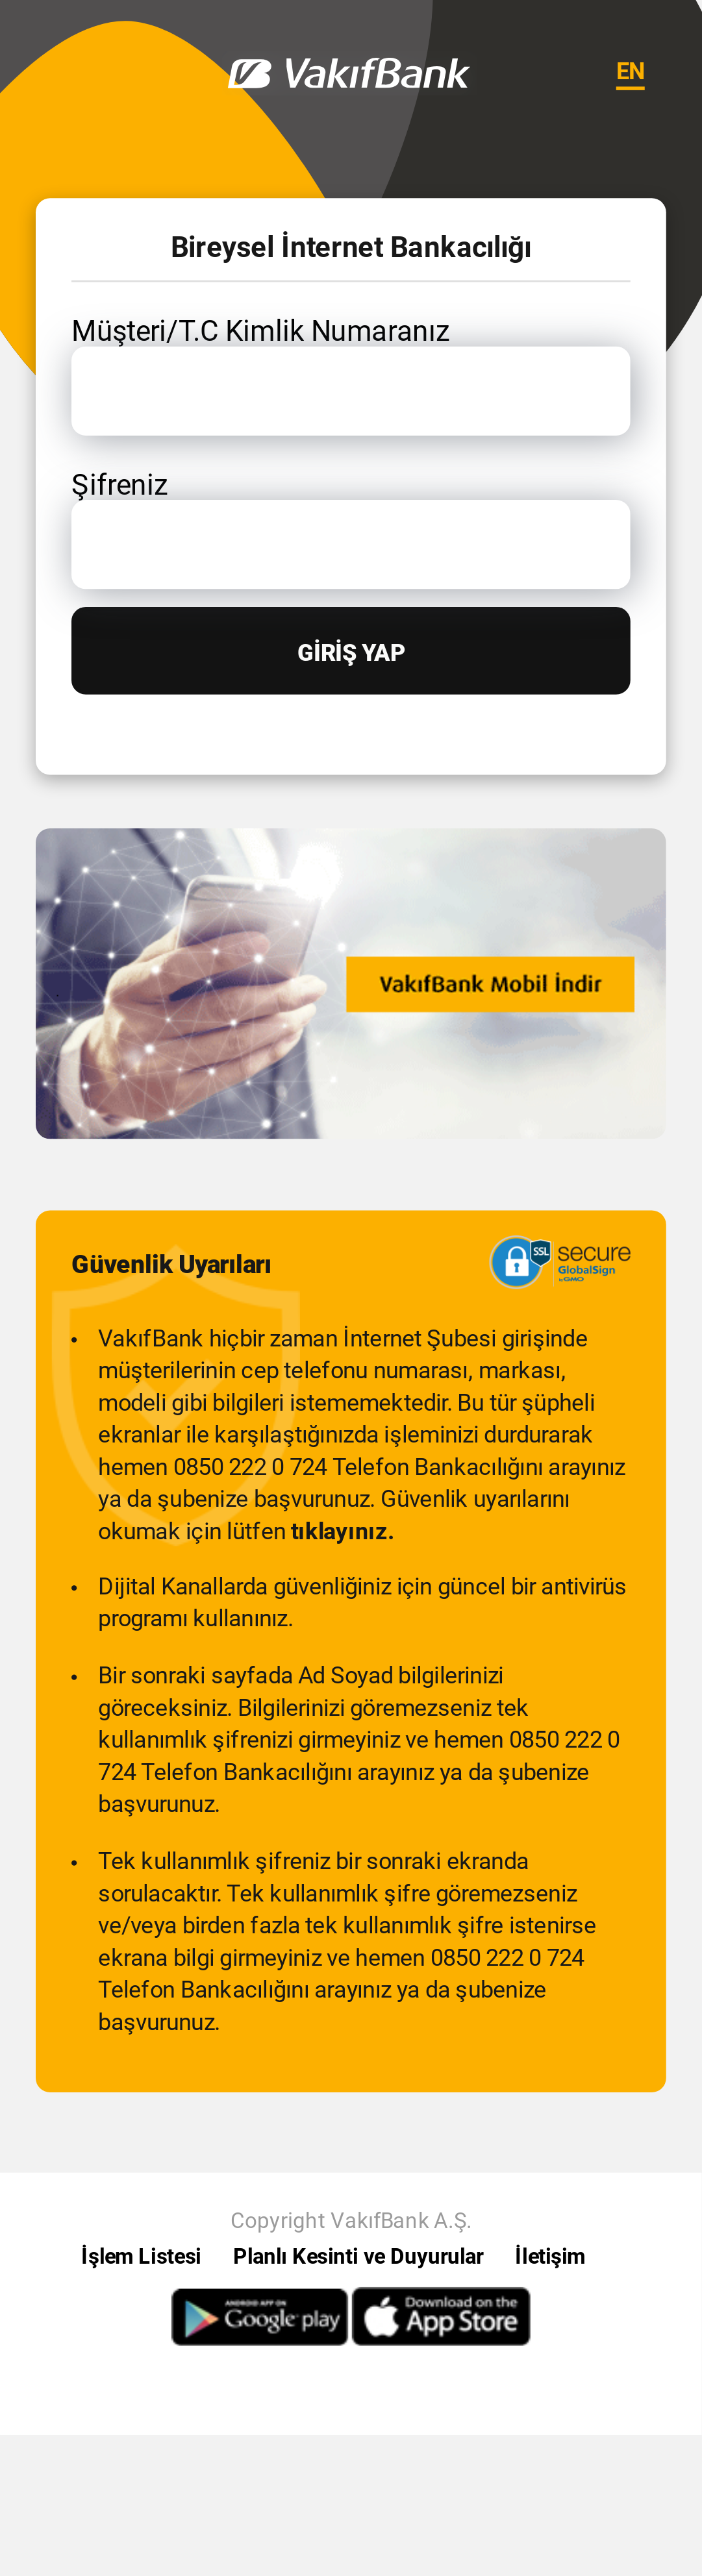 VakıfBank
EN
Bireysel İnternet Bankacılığı
Müşteri/T.C Kimlik Numaranız
Şifreniz
GİRİŞ YAP
VakıfBank Mobil İndir
Güvenlik Uyarıları
SSL
secure
GlobalSign
by GMO
• VakıfBank hiçbir zaman İnternet Şubesi girişinde
müşterilerinin cep telefonu numarası, markası,
modeli gibi bilgileri istememektedir. Bu tür şüpheli
ekranlar ile karşılaştığınızda işleminizi durdurarak
hemen 0850 222 0 724 Telefon Bankacılığını arayınız
ya da şubenize başvurunuz. Güvenlik uyarılarını
okumak için lütfen tıklayınız.
• Dijital Kanallarda güvenliğiniz için güncel bir antivirüs
programı kullanınız.
• Bir sonraki sayfada Ad Soyad bilgilerinizi
göreceksiniz. Bilgilerinizi göremezseniz tek
kullanımlık şifrenizi girmeyiniz ve hemen 0850 222 0
724 Telefon Bankacılığını arayınız ya da şubenize
başvurunuz.
• Tek kullanımlık şifreniz bir sonraki ekranda
sorulacaktır. Tek kullanımlık şifre göremezseniz
ve/veya birden fazla tek kullanımlık şifre istenirse
ekrana bilgi girmeyiniz ve hemen 0850 222 0 724
Telefon Bankacılığını arayınız ya da şubenize
başvurunuz.
Copyright VakıfBank A.Ş.
İşlem Listesi Planlı Kesinti ve Duyurular İletişim
ANDROID APP ON
Google play
Download on the
App Store